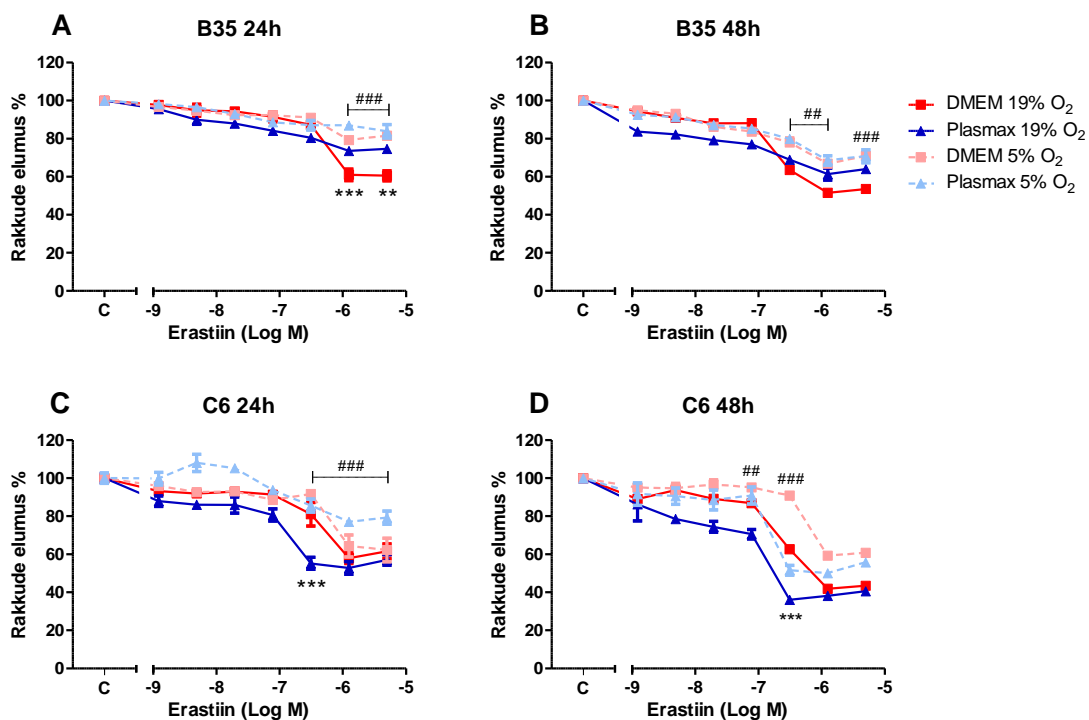 A
B35 24h
Rakkude elumus %
120
100
80
60
40
20
0
###
***
**
C
-9
-8
-7
-6
-5
Erastiin (Log M)
B
B35 48h
Rakkude elumus %
120
100
80
60
40
20
0
##
###
C
-9
-8
-7
-6
-5
Erastiin (Log M)
DMEM 19% O₂
Plasmax 19% O₂
DMEM 5% O₂
Plasmax 5% O₂
C
C6 24h
Rakkude elumus %
120
100
80
60
40
20
0
###
***
C
-9
-8
-7
-6
-5
Erastiin (Log M)
D
C6 48h
Rakkude elumus %
120
100
80
60
40
20
0
##
###
***
C
-9
-8
-7
-6
-5
Erastiin (Log M)